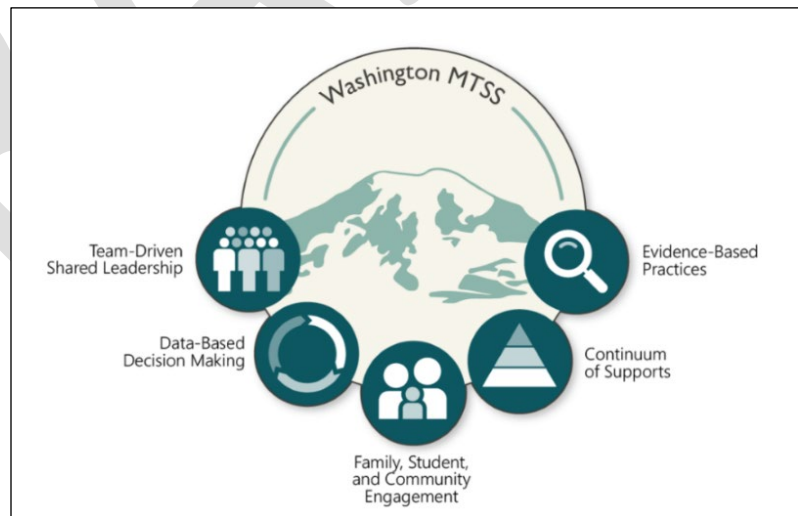 Washington MTSS
Team-Driven
Shared Leadership
Evidence-Based
Practices
Data-Based
Decision Making
Continuum
of Supports
Family, Student,
and Community
Engagement